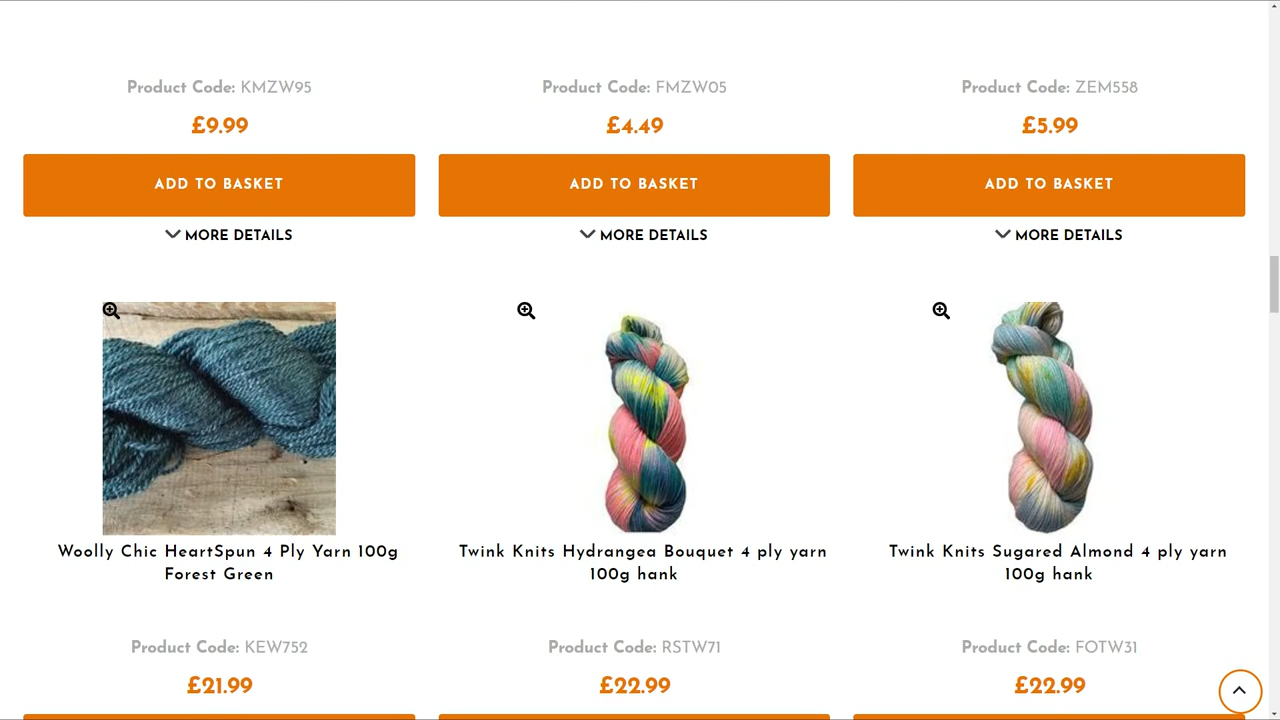 Product Code: KMZW95
£9.99
ADD TO BASKET
MORE DETAILS
Product Code: FMZW05
£4.49
ADD TO BASKET
MORE DETAILS
Product Code: ZEM558
£5.99
ADD TO BASKET
MORE DETAILS
Woolly Chic HeartSpun 4 Ply Yarn 100g
Forest Green
Product Code: KEW752
£21.99
Twink Knits Hydrangea Bouquet 4 ply yarn
100g hank
Product Code: RSTW71
£22.99
Twink Knits Sugared Almond 4 ply yarn
100g hank
Product Code: FOTW31
£22.99